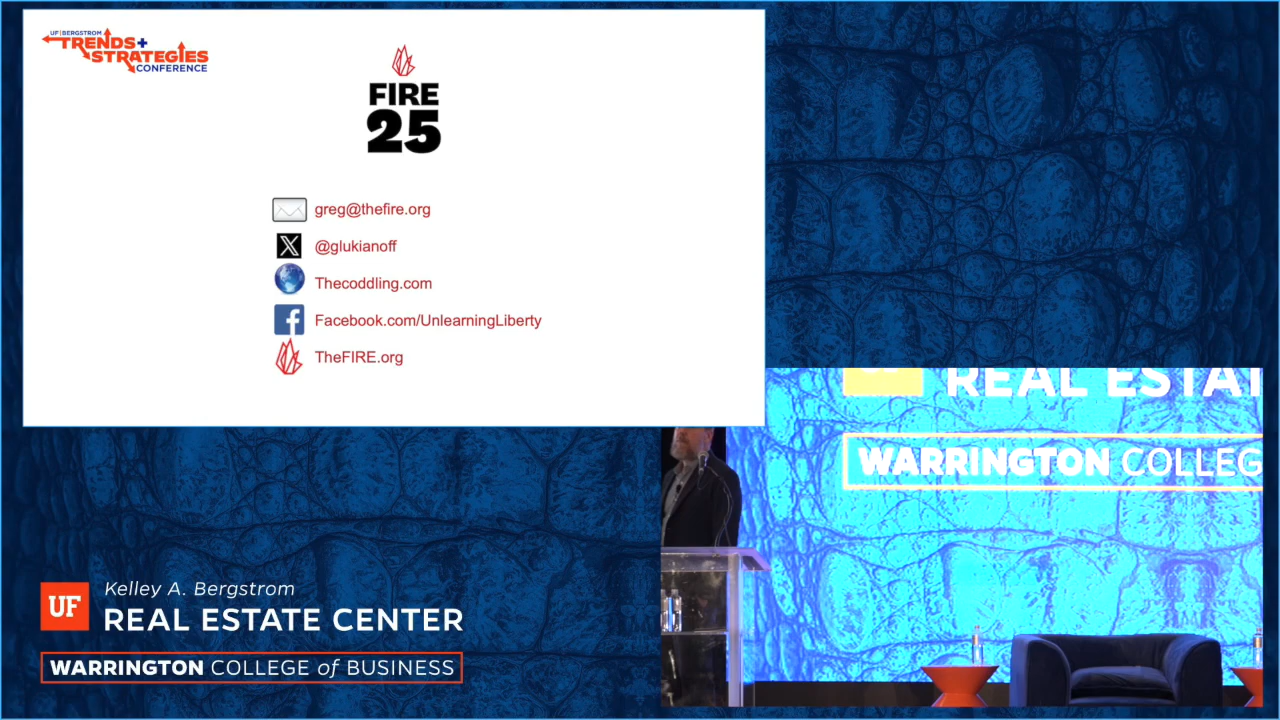 UF|BERGSTROM
TRENDS+
STRATEGIES
CONFERENCE
FIRE
25
greg@thefire.org
@glukianoff
Thecoddling.com
Facebook.com/UnlearningLiberty
TheFIRE.org
REAL ESTA
WARRINGTON COLLEG
UF
Kelley A. Bergstrom
REAL ESTATE CENTER
WARRINGTON COLLEGE of BUSINESS